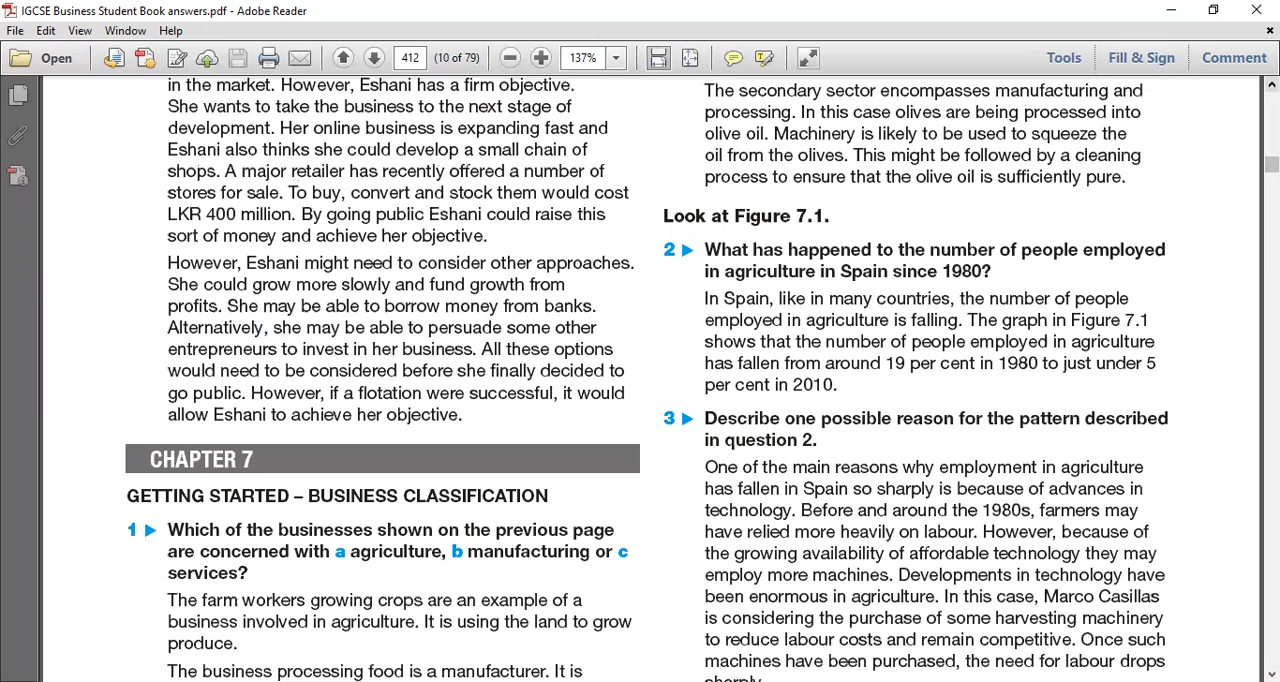 IGCSE Business Student Book answers.pdf - Adobe Reader
File Edit View Window Help
Open 412 (10 of 79) 137% Tools Fill & Sign Comment
in the market. However, Eshani has a firm objective.
She wants to take the business to the next stage of
development. Her online business is expanding fast and
Eshani also thinks she could develop a small chain of
shops. A major retailer has recently offered a number of
stores for sale. To buy, convert and stock them would cost
LKR 400 million. By going public Eshani could raise this
sort of money and achieve her objective.
However, Eshani might need to consider other approaches.
She could grow more slowly and fund growth from
profits. She may be able to borrow money from banks.
Alternatively, she may be able to persuade some other
entrepreneurs to invest in her business. All these options
would need to be considered before she finally decided to
go public. However, if a flotation were successful, it would
allow Eshani to achieve her objective.
CHAPTER 7
GETTING STARTED – BUSINESS CLASSIFICATION
1 ▶ Which of the businesses shown on the previous page
are concerned with a agriculture, b manufacturing or c
services?
The farm workers growing crops are an example of a
business involved in agriculture. It is using the land to grow
produce.
The business processing food is a manufacturer. It is
The secondary sector encompasses manufacturing and
processing. In this case olives are being processed into
olive oil. Machinery is likely to be used to squeeze the
oil from the olives. This might be followed by a cleaning
process to ensure that the olive oil is sufficiently pure.
Look at Figure 7.1.
2 ▶ What has happened to the number of people employed
in agriculture in Spain since 1980?
In Spain, like in many countries, the number of people
employed in agriculture is falling. The graph in Figure 7.1
shows that the number of people employed in agriculture
has fallen from around 19 per cent in 1980 to just under 5
per cent in 2010.
3 ▶ Describe one possible reason for the pattern described
in question 2.
One of the main reasons why employment in agriculture
has fallen in Spain so sharply is because of advances in
technology. Before and around the 1980s, farmers may
have relied more heavily on labour. However, because of
the growing availability of affordable technology they may
employ more machines. Developments in technology have
been enormous in agriculture. In this case, Marco Casillas
is considering the purchase of some harvesting machinery
to reduce labour costs and remain competitive. Once such
machines have been purchased, the need for labour drops
sharply.